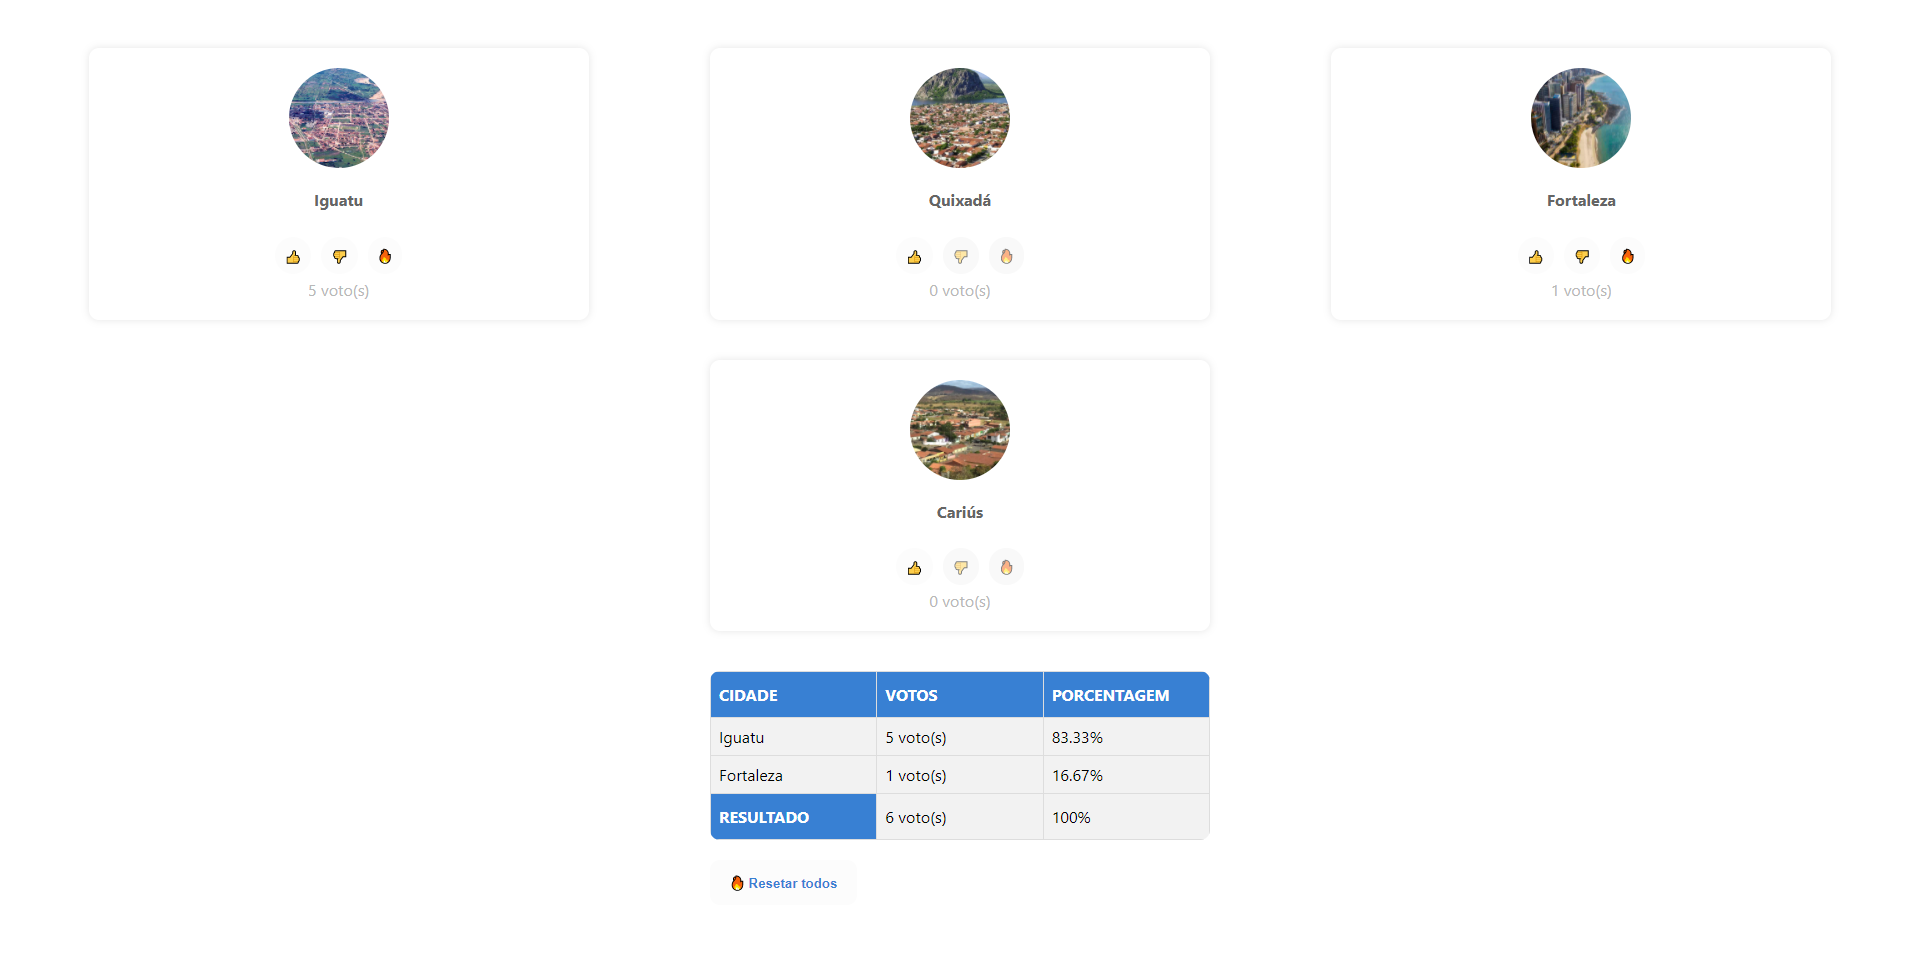 Iguatu
5 voto(s)
Quixadá
0 voto(s)
Fortaleza
1 voto(s)
Cariús
0 voto(s)
CIDADE VOTOS PORCENTAGEM
Iguatu 5 voto(s) 83.33%
Fortaleza 1 voto(s) 16.67%
RESULTADO 6 voto(s) 100%
Resetar todos